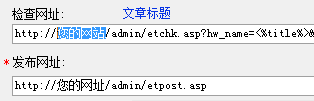 检查网址: 文章标题
http://您的网站/admin/etchk.asp?hw_name=<%title%>&
*发布网址:
http://您的网址/admin/etpost.asp